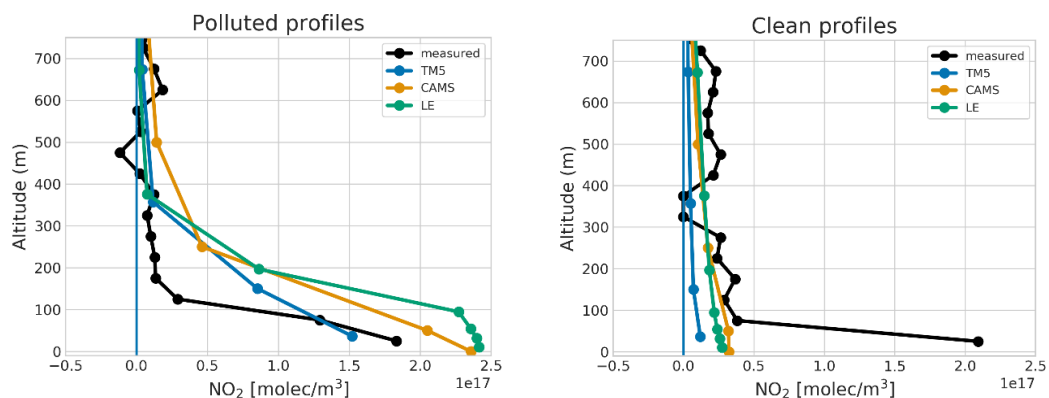 Polluted profiles
700
600
500
400
300
200
100
0
Altitude (m)
measured
TM5
CAMS
LE
−0.5
0.0
0.5
1.0
1.5
2.0
2.5
1e17
NO₂ [molec/m³]
Clean profiles
700
600
500
400
300
200
100
0
Altitude (m)
measured
TM5
CAMS
LE
−0.5
0.0
0.5
1.0
1.5
2.0
2.5
1e17
NO₂ [molec/m³]